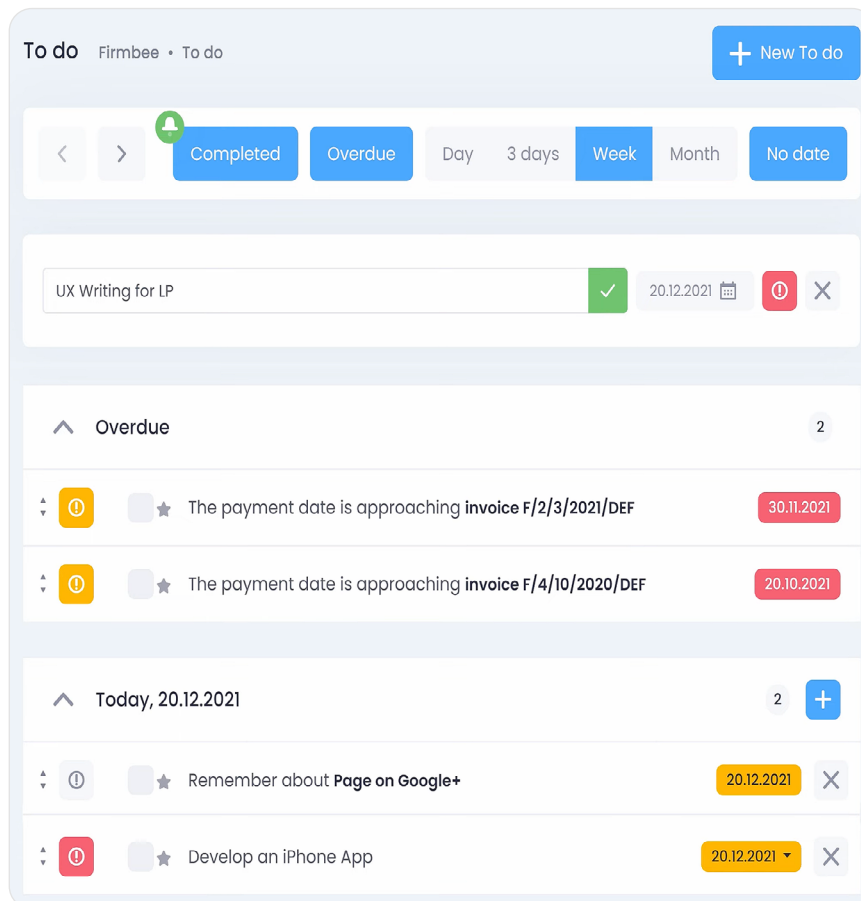 To do Firmbee • To do + New To do
Completed Overdue Day 3 days Week Month No date
UX Writing for LP 20.12.2021
Overdue 2
The payment date is approaching invoice F/2/3/2021/DEF 30.11.2021
The payment date is approaching invoice F/4/10/2020/DEF 20.10.2021
Today, 20.12.2021 2 +
Remember about Page on Google+ 20.12.2021
Develop an iPhone App 20.12.2021